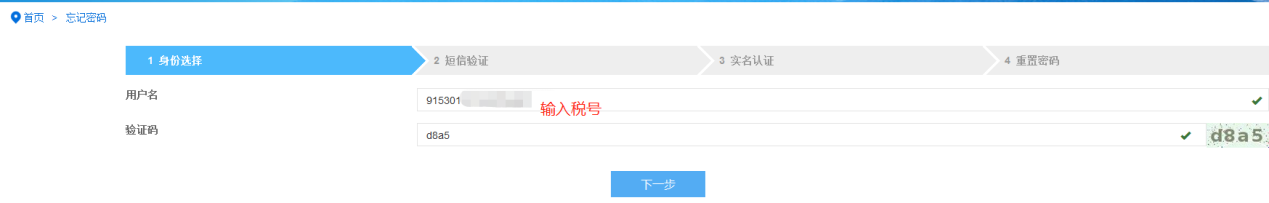 首页 > 忘记密码
1 身份选择 2 短信验证 3 实名认证 4 重置密码
用户名 915301 输入税号
验证码 d8a5 d8a5
下一步